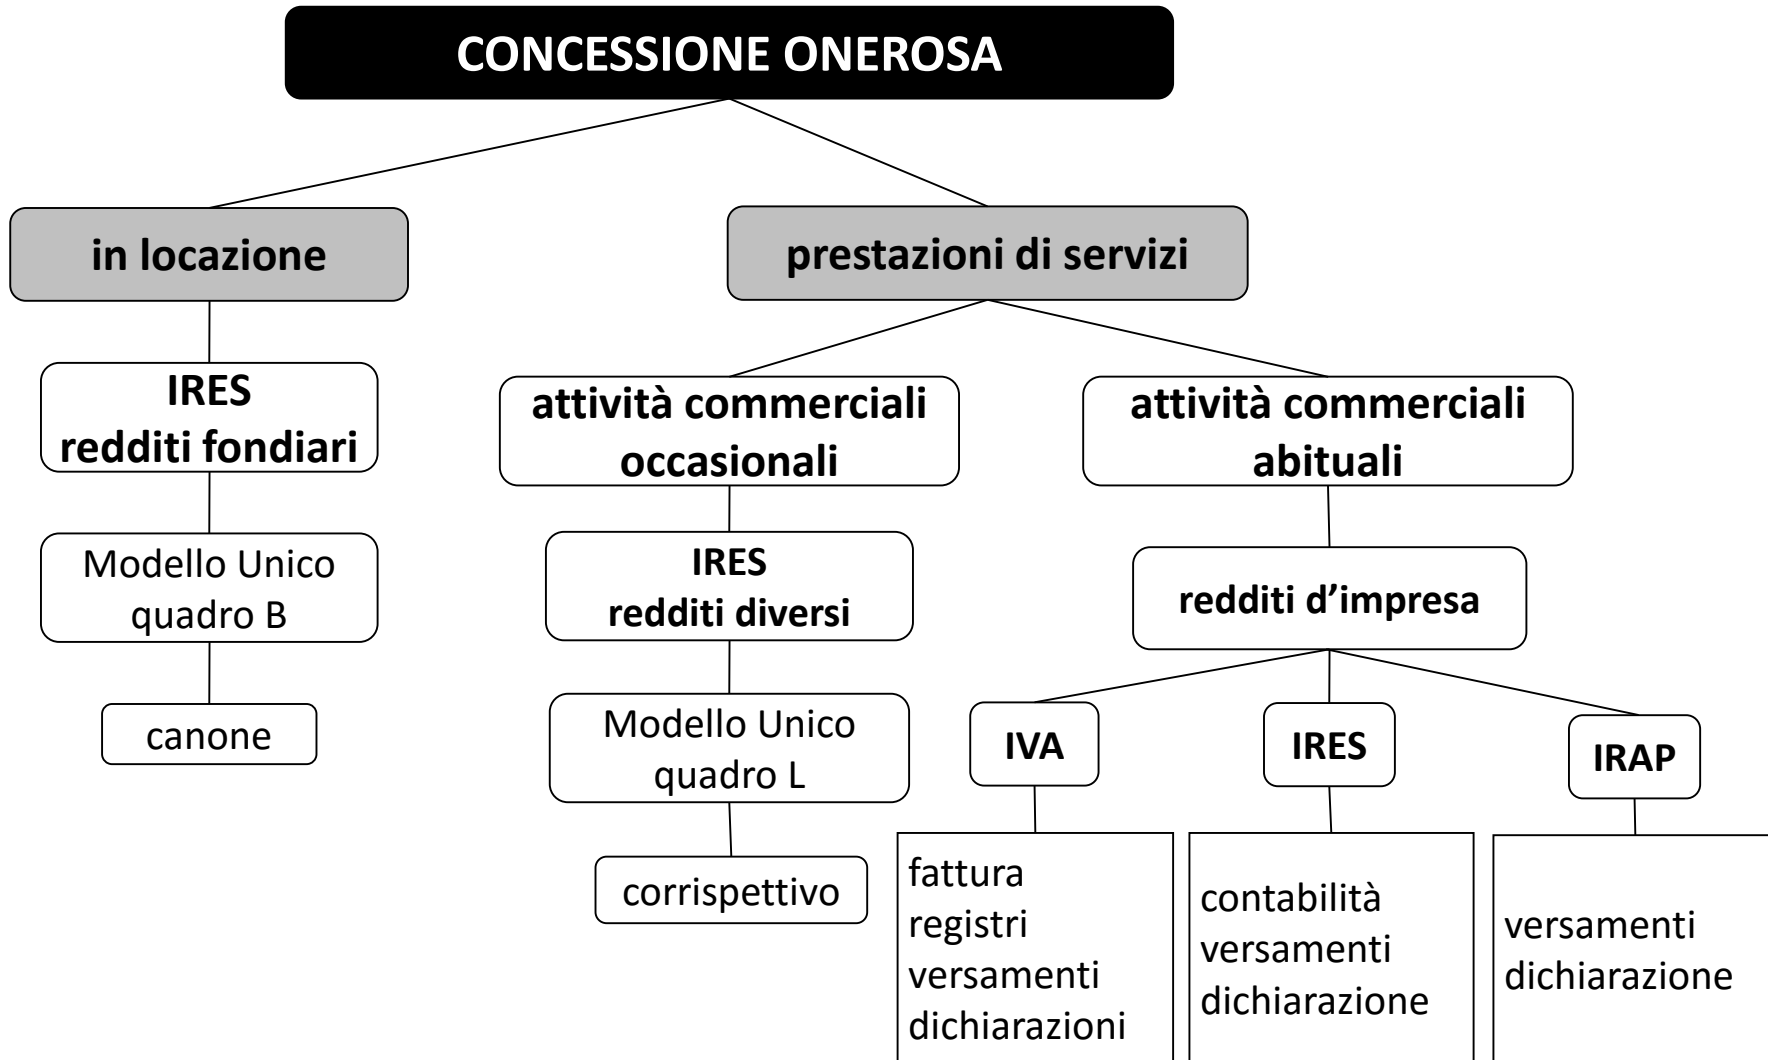 CONCESSIONE ONEROSA
in locazione
IRES
redditi fondiari
Modello Unico
quadro B
canone
prestazioni di servizi
attività commerciali
occasionali
IRES
redditi diversi
Modello Unico
quadro L
corrispettivo
attività commerciali
abituali
redditi d’impresa
IVA
fattura
registri
versamenti
dichiarazioni
IRES
contabilità
versamenti
dichiarazione
IRAP
versamenti
dichiarazione